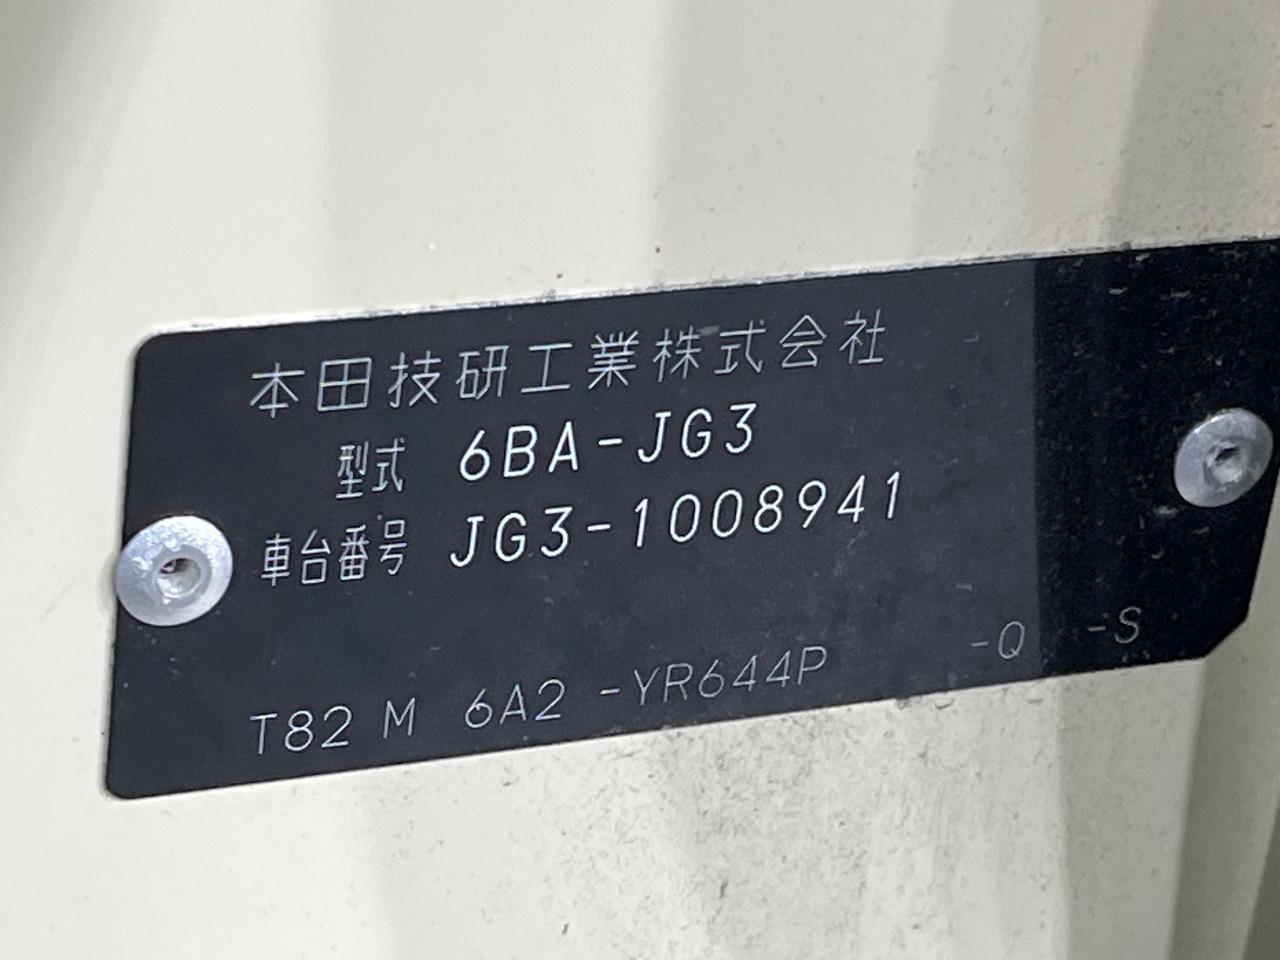 本田技研工業株式会社
型式 6BA-JG3
車台番号 JG3-1008941
T82 M 6A2 -YR644P -Q -S